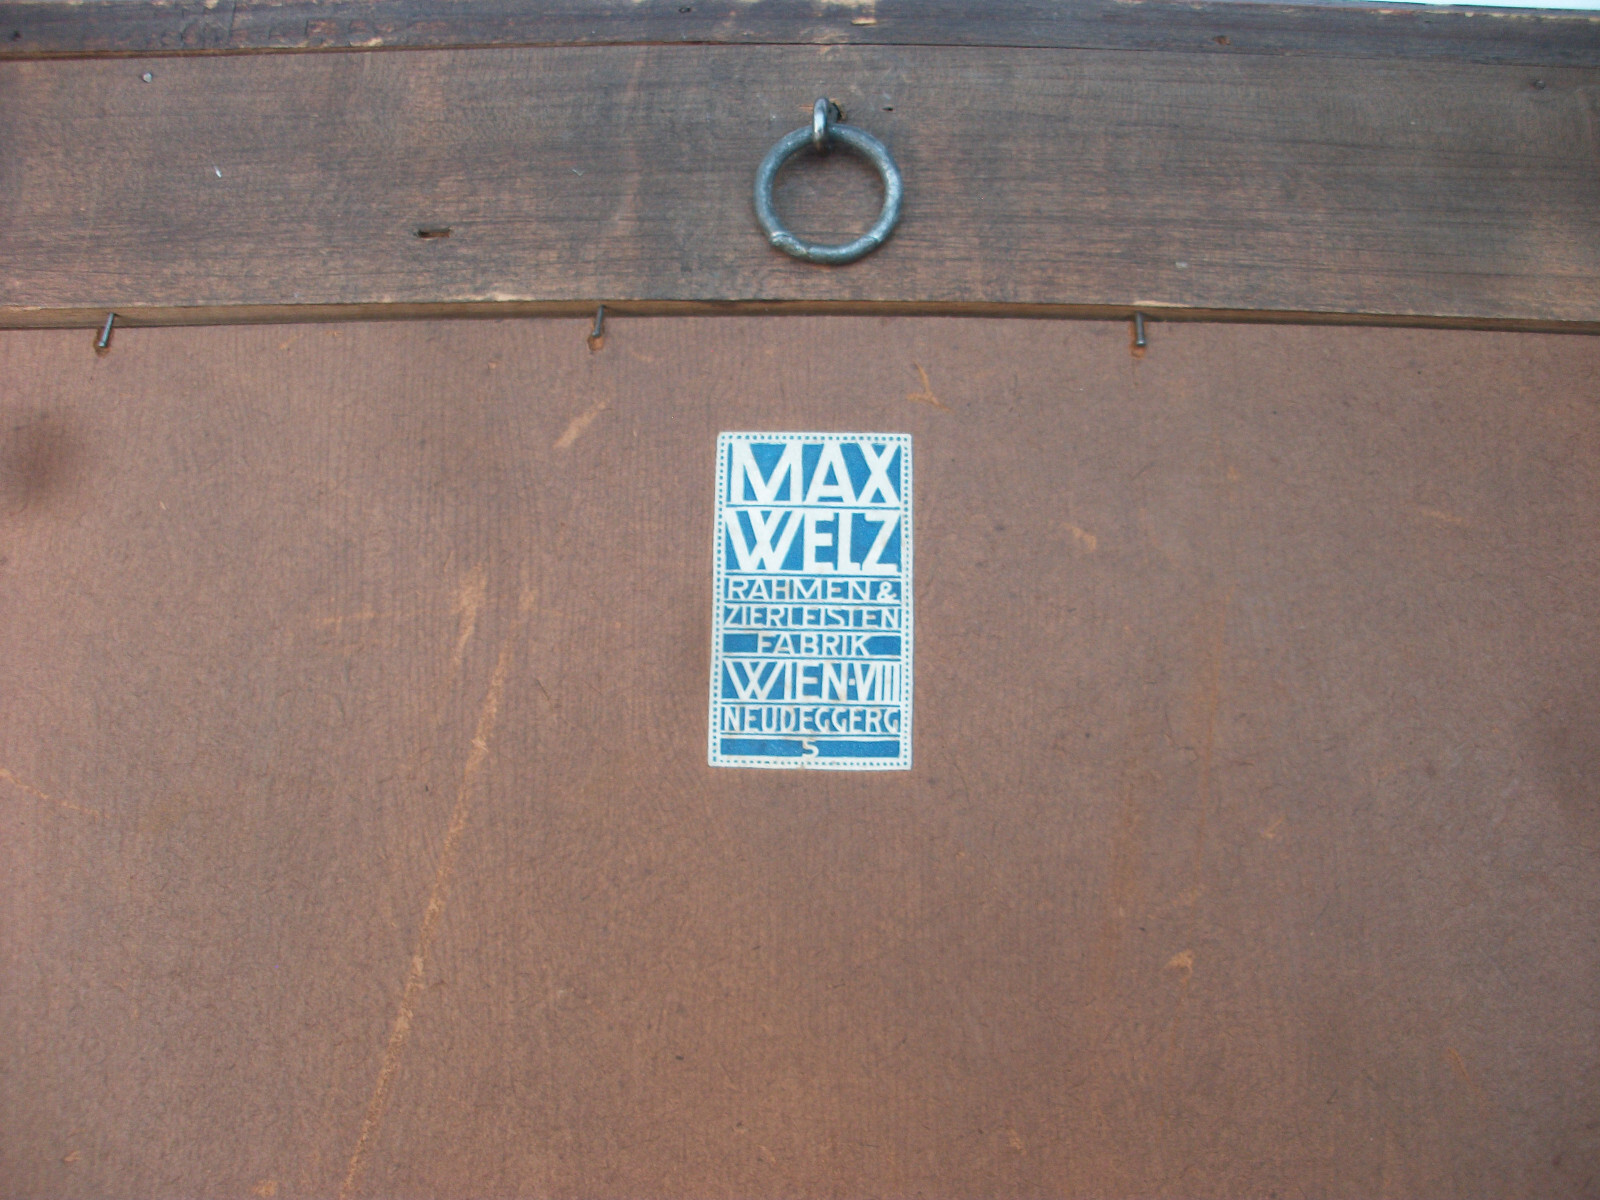 MAX
WELZ
RAHMEN &
ZIERLEISTEN
FABRIK
WIEN·VIII
NEUDEGGERG
5